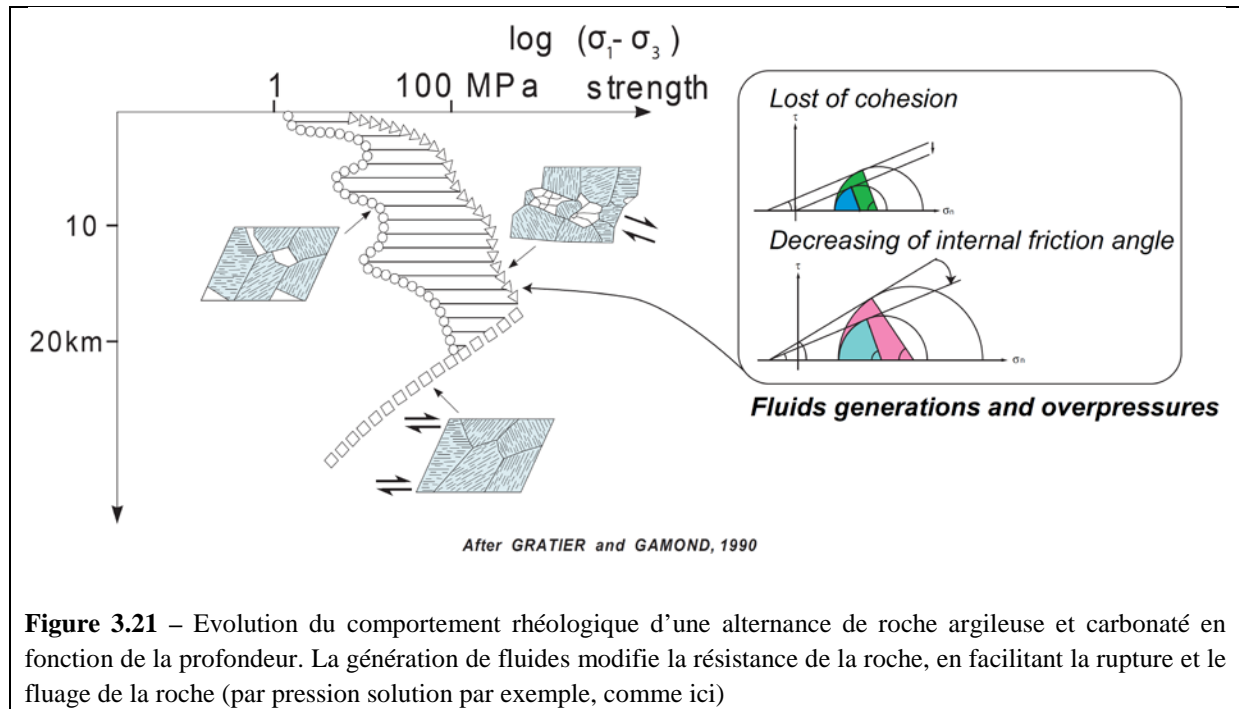 log (σ1- σ3 )
1 100 MPa strength
10
20km
Lost of cohesion
τ
σn
Decreasing of internal friction angle
τ
σn
Fluids generations and overpressures
After GRATIER and GAMOND, 1990
Figure 3.21 – Evolution du comportement rhéologique d’une alternance de roche argileuse et carbonaté en
fonction de la profondeur. La génération de fluides modifie la résistance de la roche, en facilitant la rupture et le
fluage de la roche (par pression solution par exemple, comme ici)